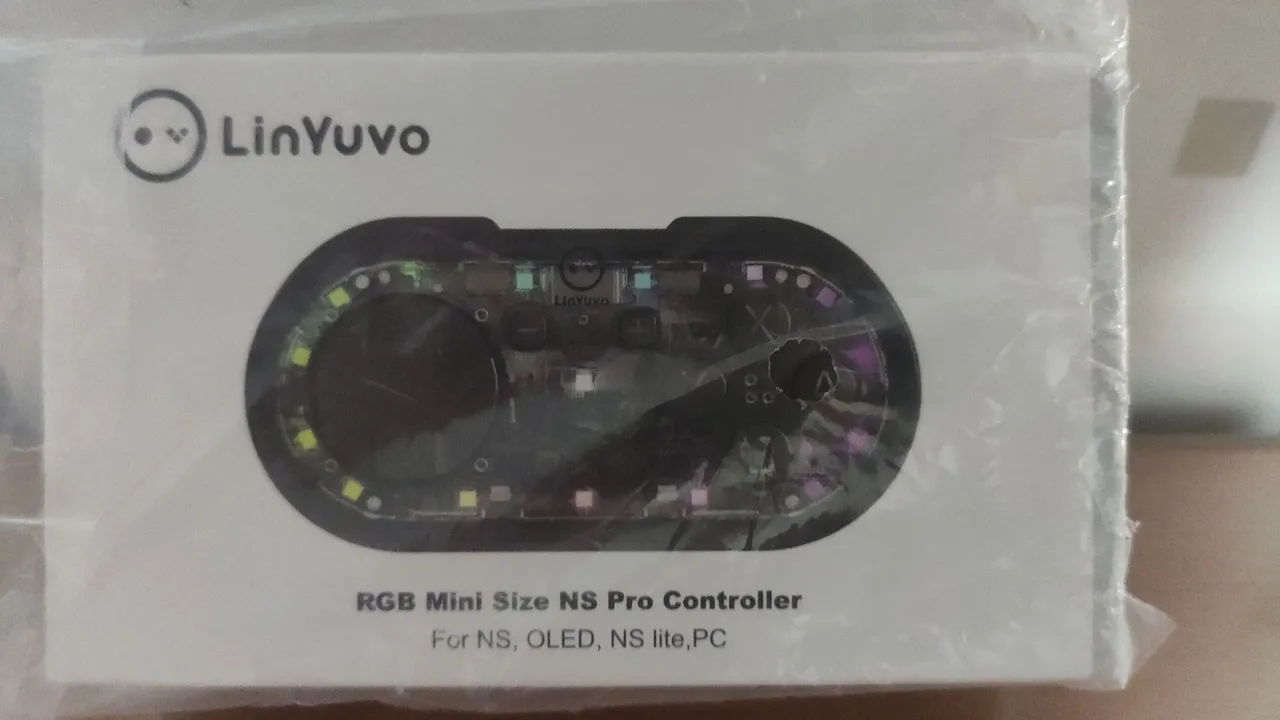 LinYuvo
LinYuvo
X
A
RGB Mini Size NS Pro Controller
For NS, OLED, NS lite,PC